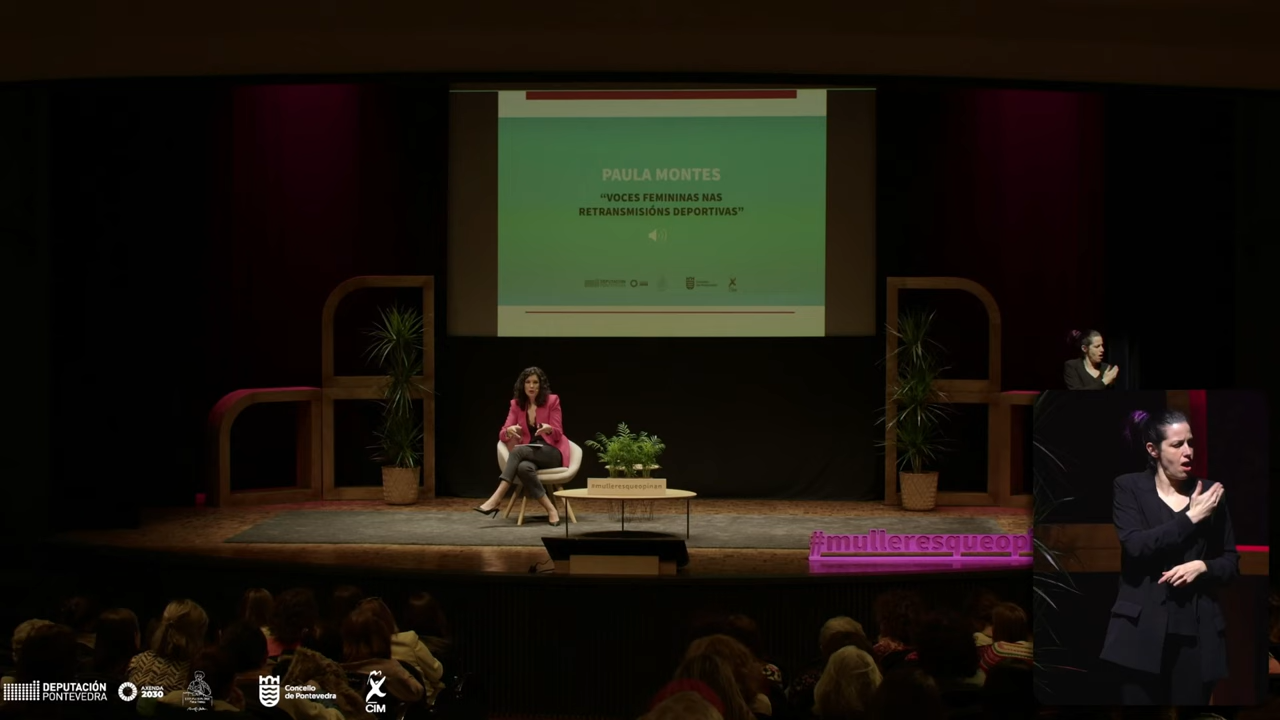 PAULA MONTES
“VOCES FEMININAS NAS
RETRANSMISIÓNS DEPORTIVAS”
#mulleresqueopinan
#mulleresqueop
DEPUTACIÓN
PONTEVEDRA
AXENDA
2030
Concello
de Pontevedra
CIM